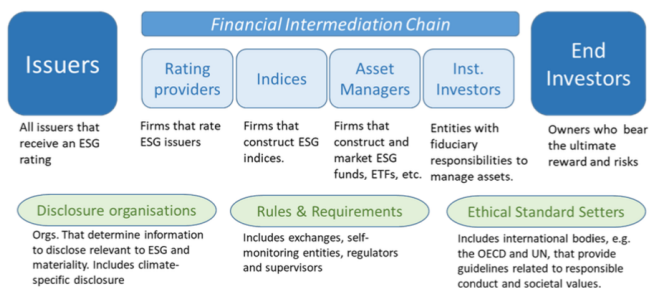 Financial Intermediation Chain
Issuers
Rating
providers
Indices
Asset
Managers
Inst.
Investors
End
Investors
All issuers that
receive an ESG
rating
Firms that rate
ESG issuers
Firms that
construct ESG
indices.
Firms that
construct and
market ESG
funds, ETFs, etc.
Entities with
fiduciary
responsibilities to
manage assets.
Owners who bear
the ultimate
reward and risks
Disclosure organisations
Orgs. That determine information
to disclose relevant to ESG and
materiality. Includes climate-
specific disclosure
Rules & Requirements
Includes exchanges, self-
monitoring entities, regulators
and supervisors
Ethical Standard Setters
Includes international bodies, e.g.
the OECD and UN, that provide
guidelines related to responsible
conduct and societal values.